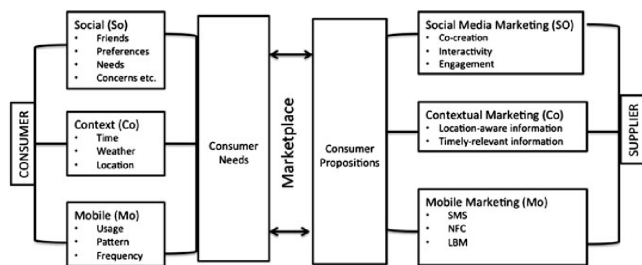 CONSUMER
Social (So)
• Friends
• Preferences
• Needs
• Concerns etc.
Context (Co)
• Time
• Weather
• Location
Mobile (Mo)
• Usage
• Pattern
• Frequency
Consumer
Needs
Marketplace
Consumer
Propositions
Social Media Marketing (SO)
• Co-creation
• Interactivity
• Engagement
Contextual Marketing (Co)
• Location-aware information
• Timely-relevant information
Mobile Marketing (Mo)
• SMS
• NFC
• LBM
SUPPLIER